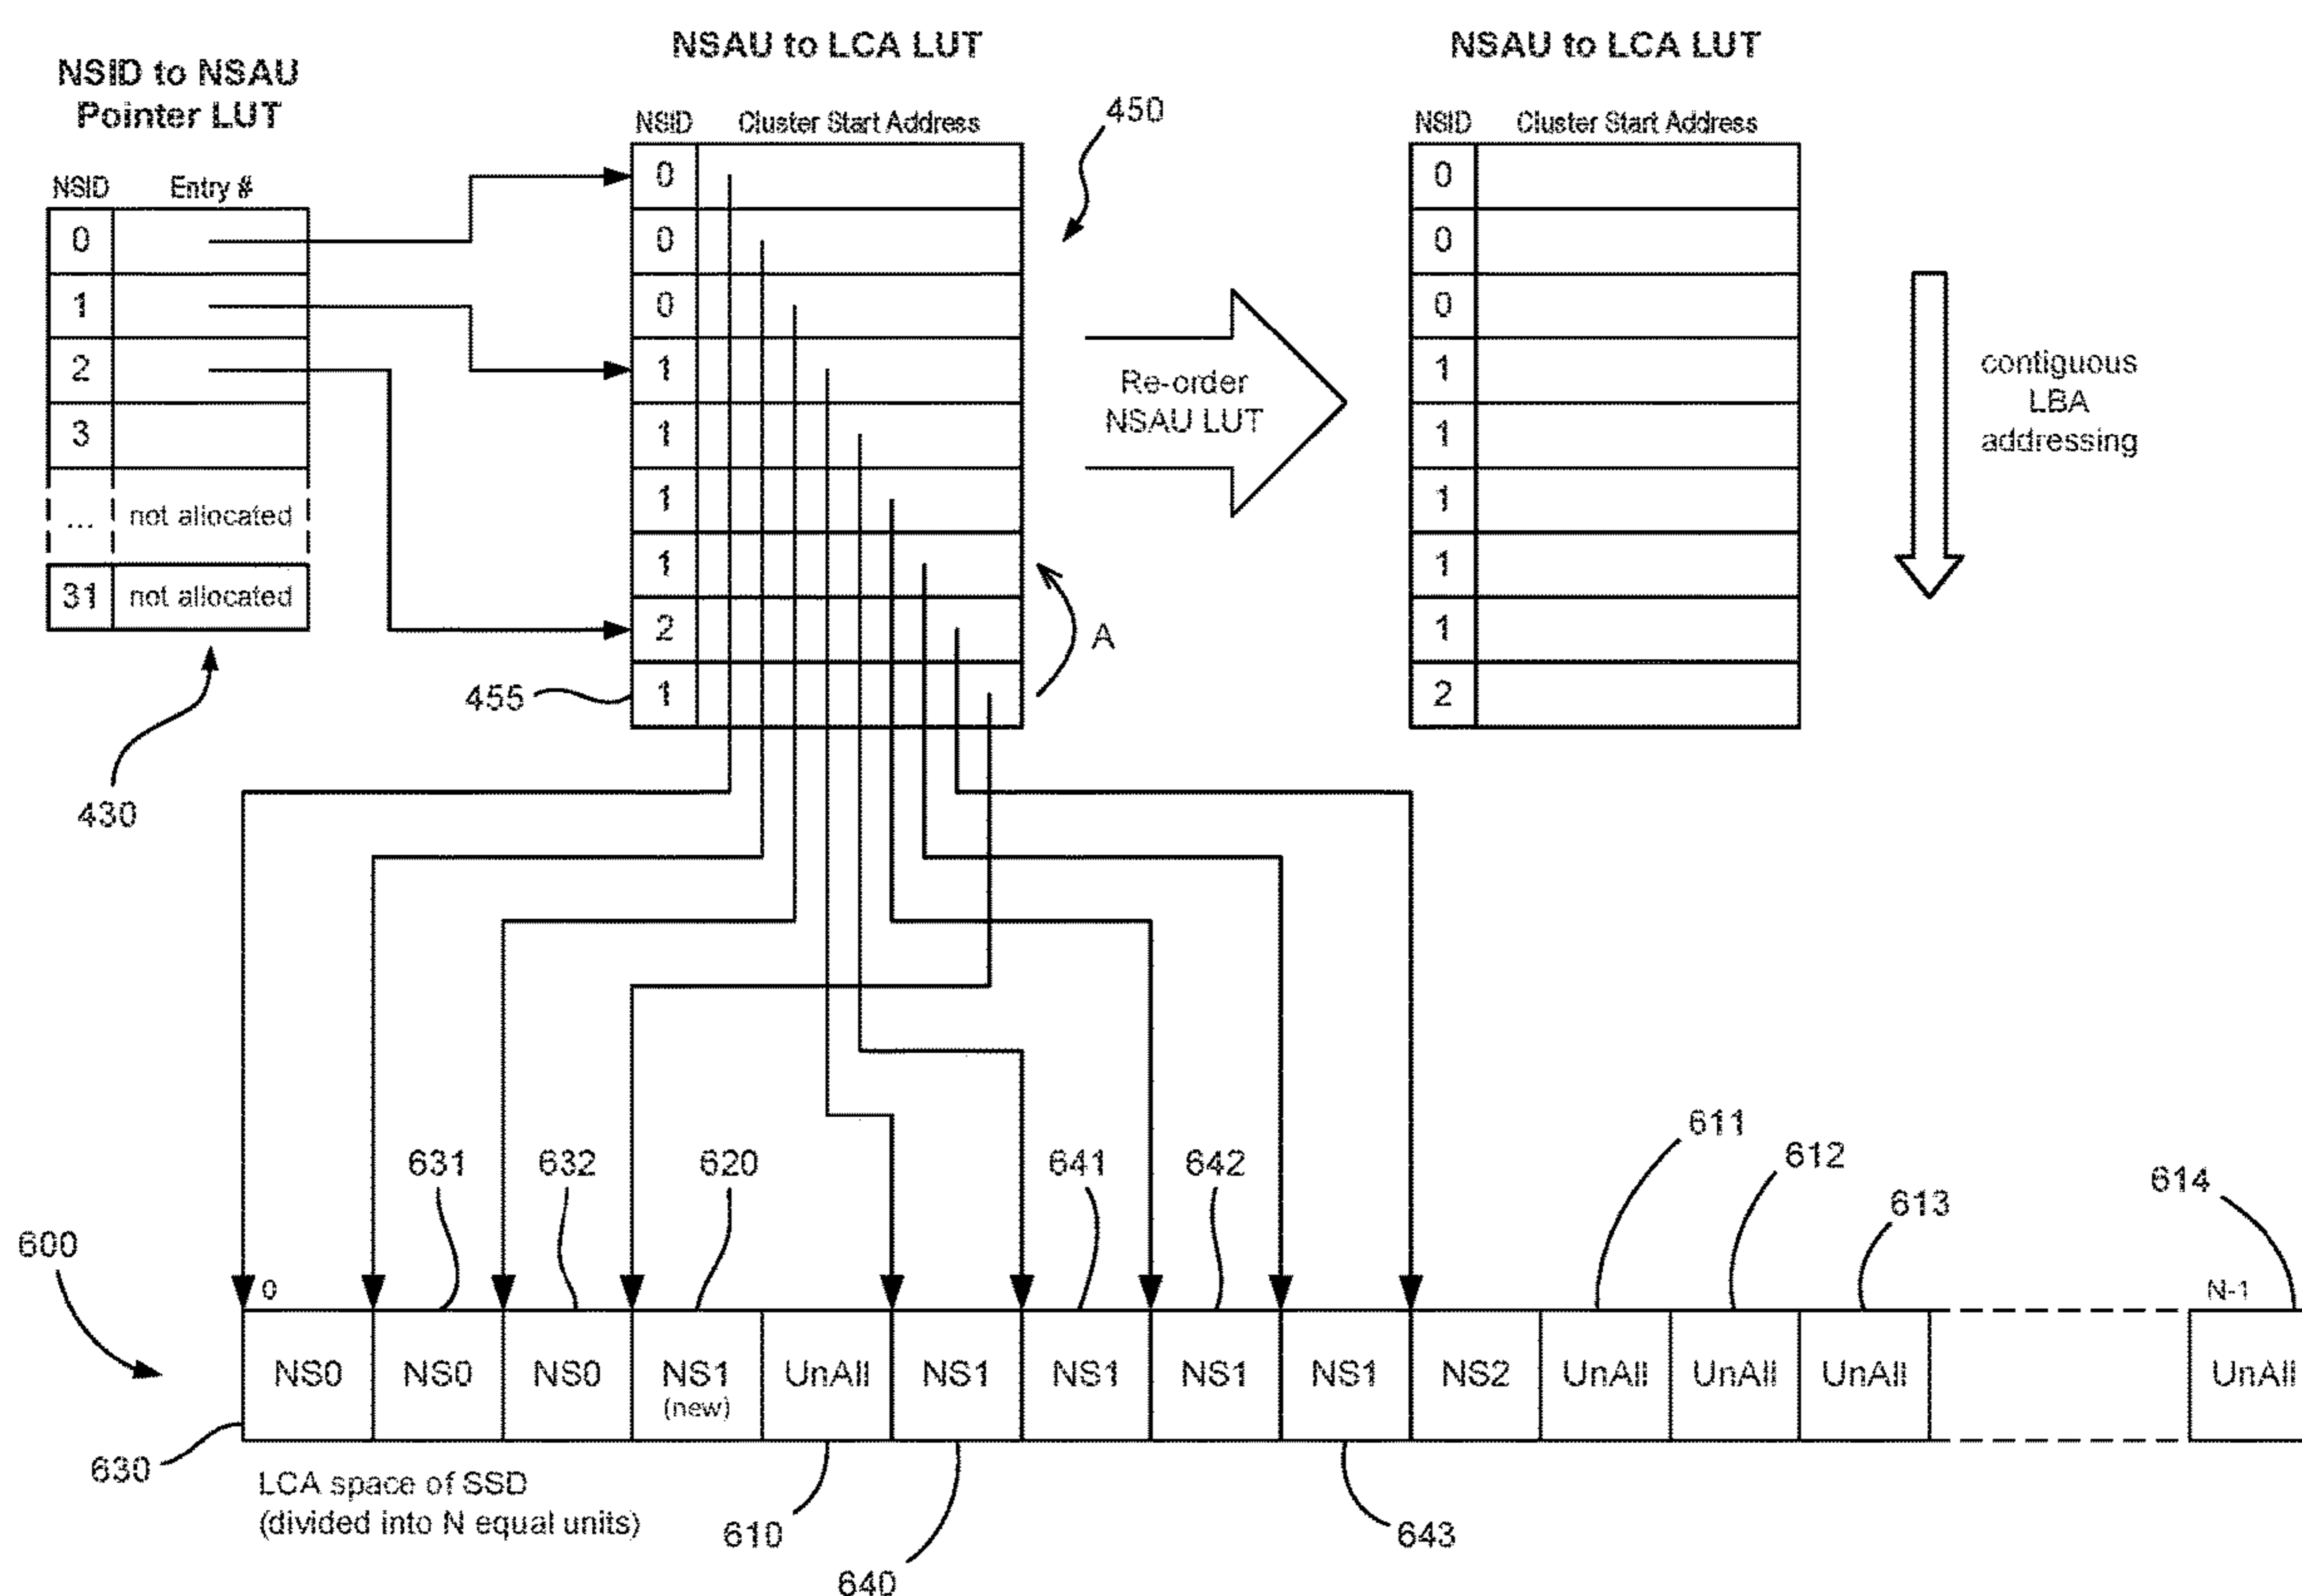 NSID to NSAU
Pointer LUT
NSID Entry #
0
1
2
3
... not allocated
31 not allocated
430
NSAU to LCA LUT
NSID Cluster Start Address
0
0
0
1
1
1
1
2
1
455
450
A
Re-order
NSAU LUT
NSAU to LCA LUT
NSID Cluster Start Address
0
0
0
1
1
1
1
1
2
contiguous
LBA
addressing
631 632 620 641 642 611 612 613 614
600
0 N-1
NS0 NS0 NS0 NS1 UnAll NS1 NS1 NS1 NS1 NS2 UnAll UnAll UnAll UnAll
(new)
630
LCA space of SSD
(divided into N equal units)
610
640
643